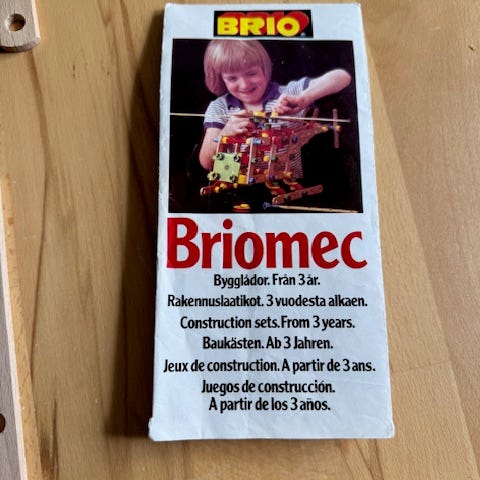 BRIO
Briomec
Bygglådor. Från 3 år.
Rakennuslaatikot. 3 vuodesta alkaen.
Construction sets. From 3 years.
Baukästen. Ab 3 Jahren.
Jeux de construction. A partir de 3 ans.
Juegos de construcción.
A partir de los 3 años.